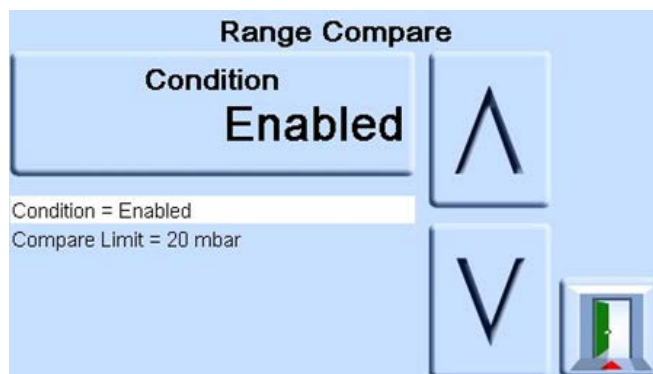 Range Compare
Condition
Enabled
Condition = Enabled
Compare Limit = 20 mbar